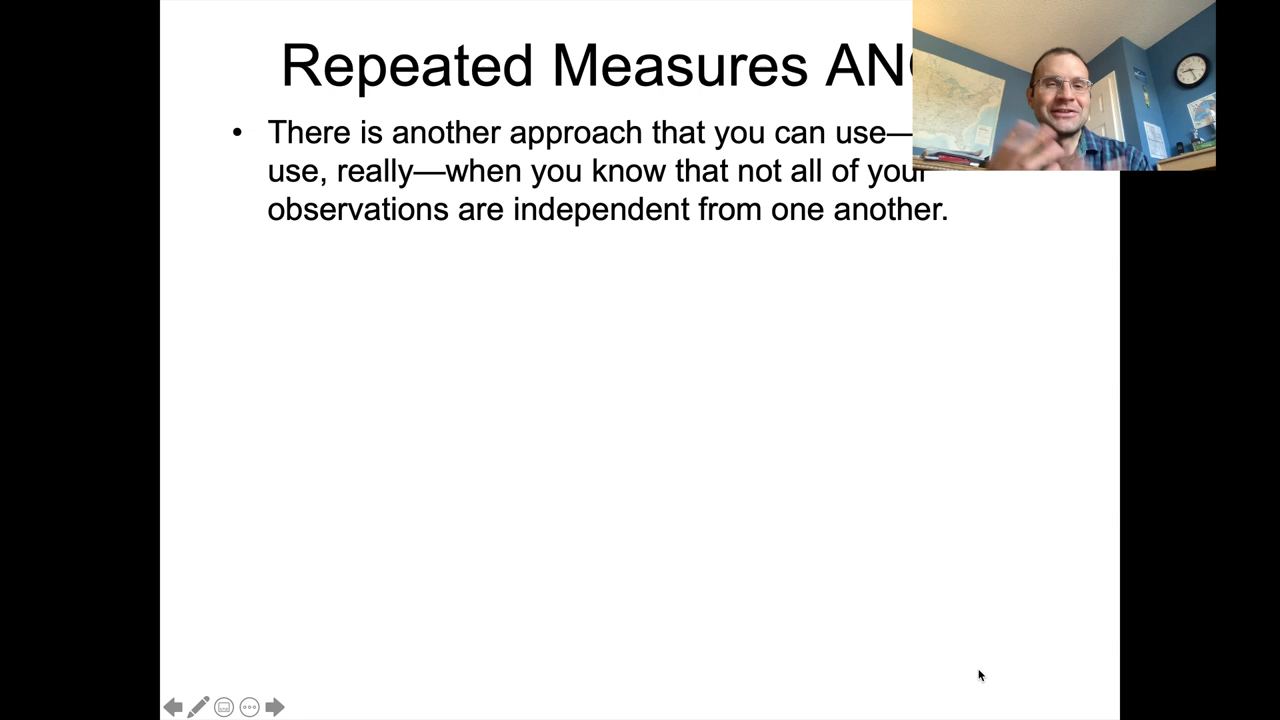 Repeated Measures AN
• There is another approach that you can use—
use, really—when you know that not all of your
observations are independent from one another.